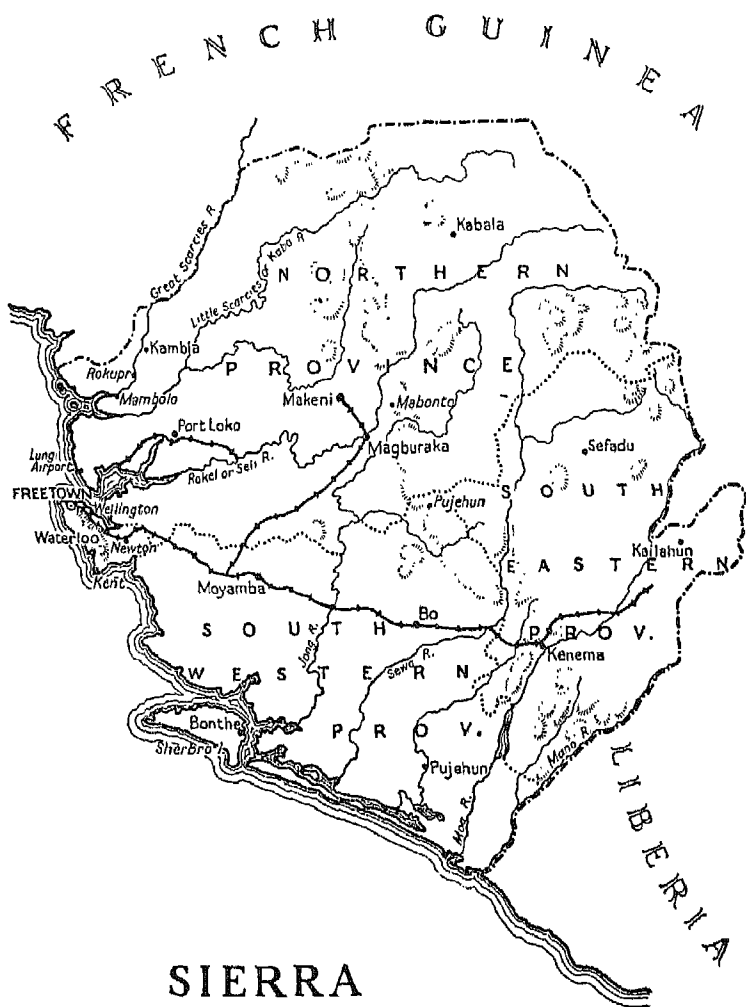 FRENCH GUINEA
Great Scarcies R.
Little Scarcies or Kaba R.
Kabala
NORTHERN
Kambia
Rokupr
PROVINCE
Mambolo
Makeni
Mabonto
Port Loko
Magburaka
Sefadu
Lungi
Airport
Rokel or Seli R.
SOUTH
FREETOWN
Wellington
Pujehun
Waterloo
Newton
Kailahun
Kent
EASTERN
Moyamba
Bo
SOUTH
PROV.
Jong R.
Kenema
Sewa R.
WESTERN
Bonthe
PROV.
Mano R.
Sherbro I.
Pujehun
Moa R.
LIBERIA
SIERRA